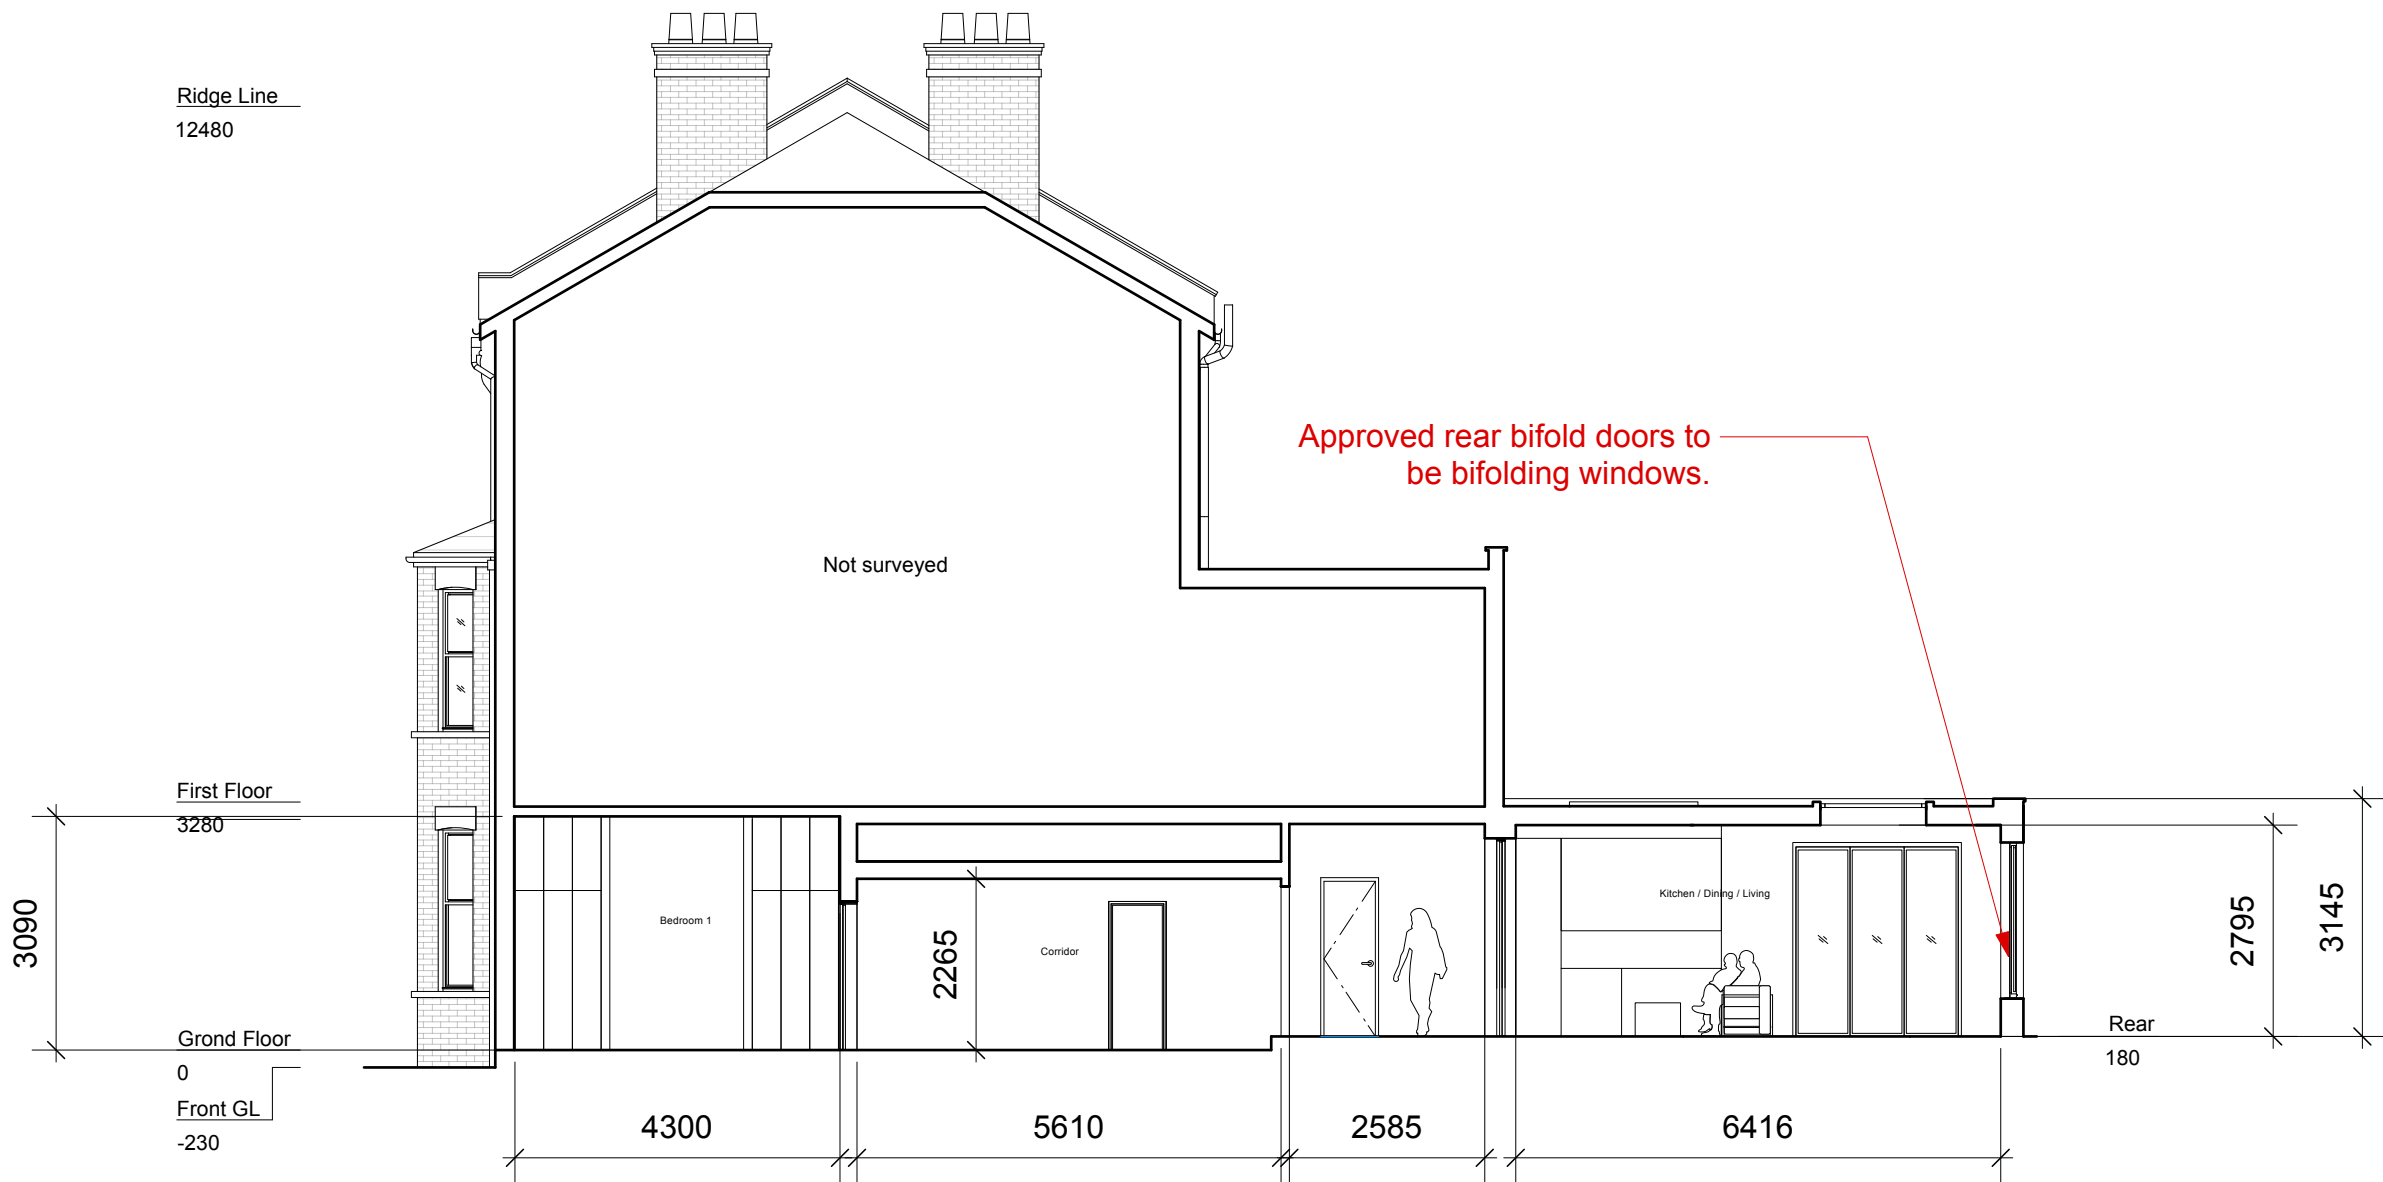 Ridge Line
12480
Approved rear bifold doors to
be bifolding windows.
Not surveyed
First Floor
3280
3090
Bedroom 1
2265
Corridor
Kitchen / Dining / Living
2795
3145
Grond Floor
0
Front GL
-230
Rear
180
4300
5610
2585
6416